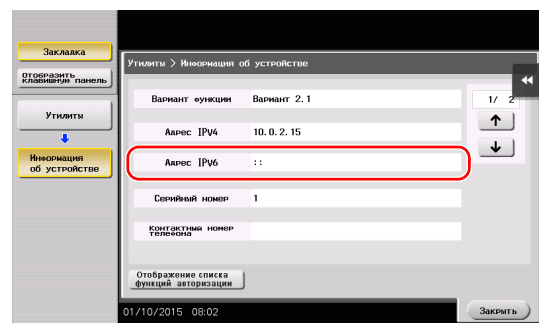 Закладка
Утилиты > Информация об устройстве
Отобразить
клавишную панель
Вариант функции Вариант 2.1
1/ 2
Утилиты
Адрес IPv4 10.0.2.15
Информация
об устройстве
Адрес IPv6 ::
Серийный номер 1
Контактный номер
телефона
Отображение списка
функций авторизации
01/10/2015 08:02
Закрыть